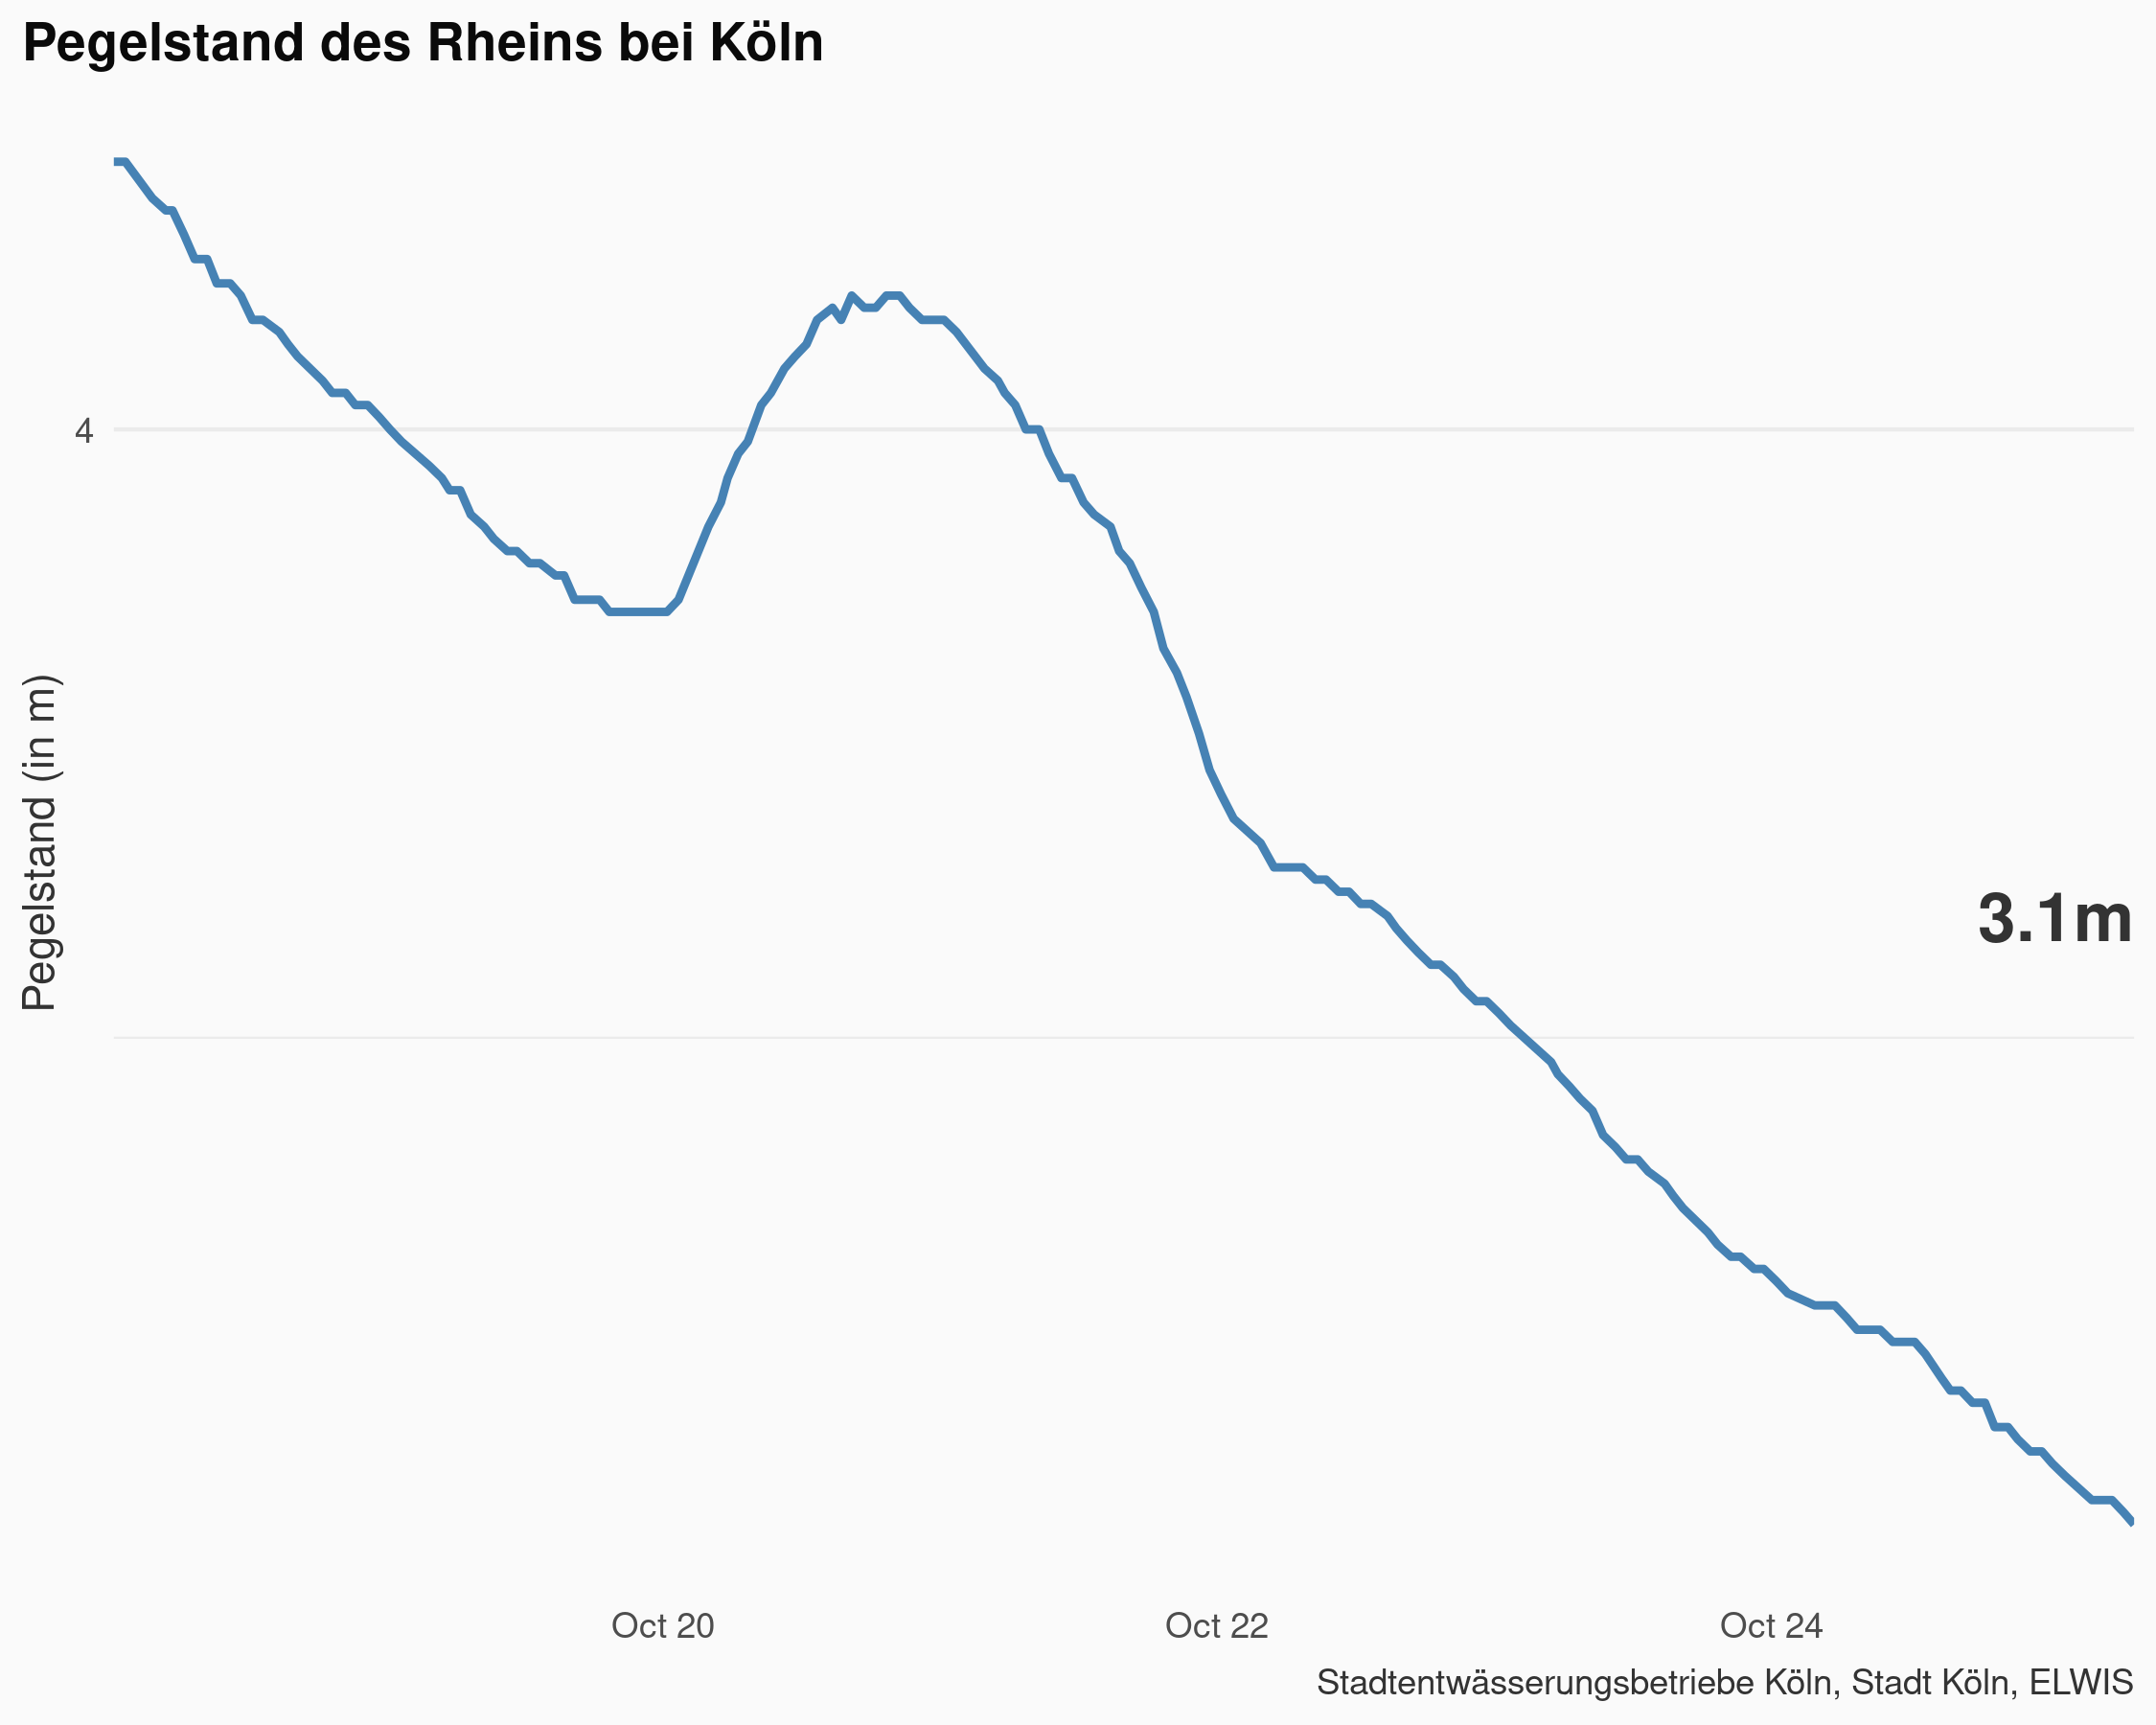 Pegelstand des Rheins bei Köln
4
Pegelstand (in m)
3.1m
Oct 20
Oct 22
Oct 24
Stadtentwässerungsbetriebe Köln, Stadt Köln, ELWIS